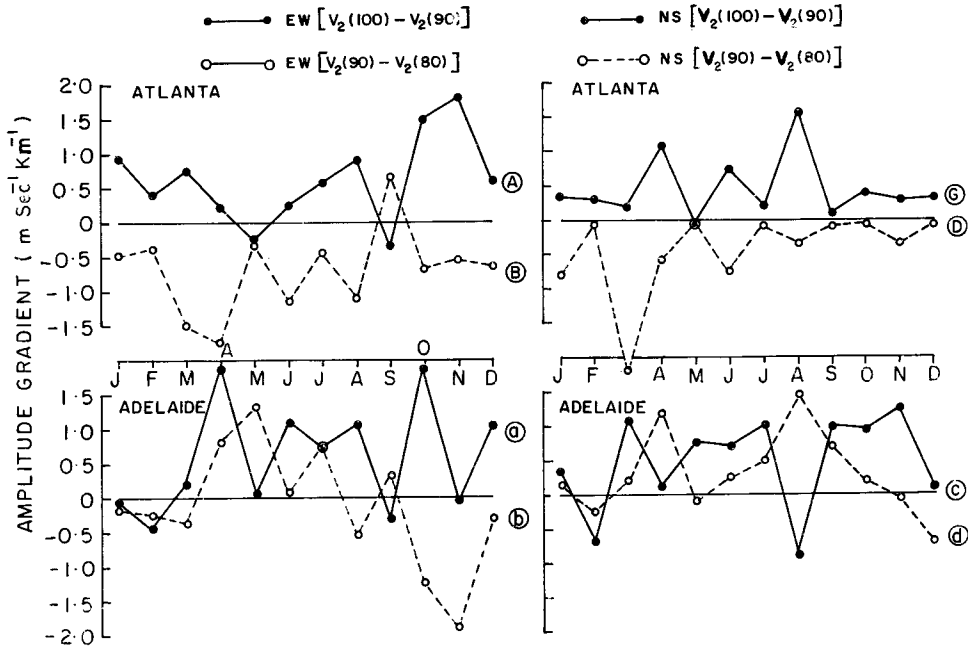 EW [V₂(100) – V₂(90)]
EW [V₂(90) – V₂(80)]
NS [V₂(100) – V₂(90)]
NS [V₂(90) – V₂(80)]
AMPLITUDE GRADIENT ( m Sec⁻¹ Km⁻¹ )
2·0
1·5
1·0
0·5
0
-0·5
-1·0
-1·5
ATLANTA
A
B
A
O
J F M M J J A S N D
1·5
1·0
0·5
0
-0·5
-1·0
-1·5
-2·0
ADELAIDE
a
b
ATLANTA
G
D
J F M A M J J A S O N D
ADELAIDE
c
d